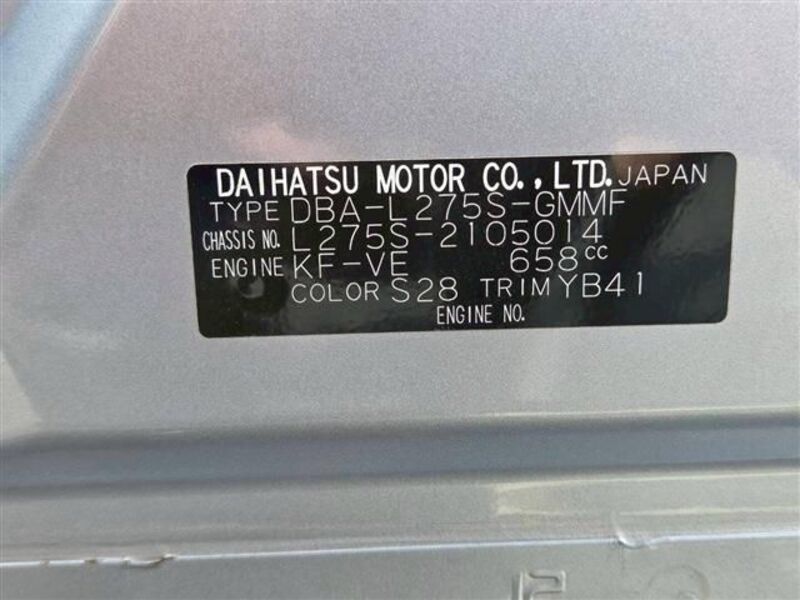 DAIHATSU MOTOR CO., LTD. JAPAN
TYPE DBA-L275S-GMMF
CHASSIS NO. L275S-2105014
ENGINE KF-VE 658cc
COLOR S28 TRIM YB41
ENGINE NO.